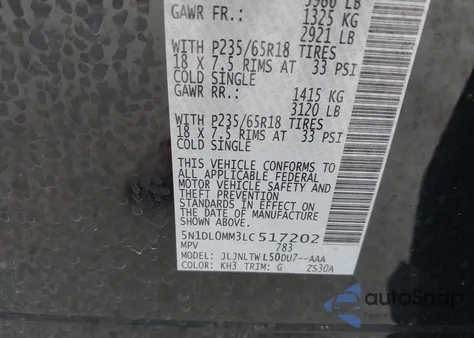 5986 LB
GAWR FR.: 1325 KG
2921 LB
WITH P235/65R18 TIRES
18 X 7.5 RIMS AT 33 PSI
COLD SINGLE
GAWR RR.: 1415 KG
3120 LB
WITH P235/65R18 TIRES
18 X 7.5 RIMS AT 33 PSI
COLD SINGLE
THIS VEHICLE CONFORMS TO
ALL APPLICABLE FEDERAL
MOTOR VEHICLE SAFETY AND
THEFT PREVENTION
STANDARDS IN EFFECT ON
THE DATE OF MANUFACTURE
SHOWN ABOVE.
5N1DL0MM3LC517202
MPV 783
MODEL: JLJNLTWL50DU7--AAA
COLOR: KH3 TRIM: G ZS30A
autoSnap